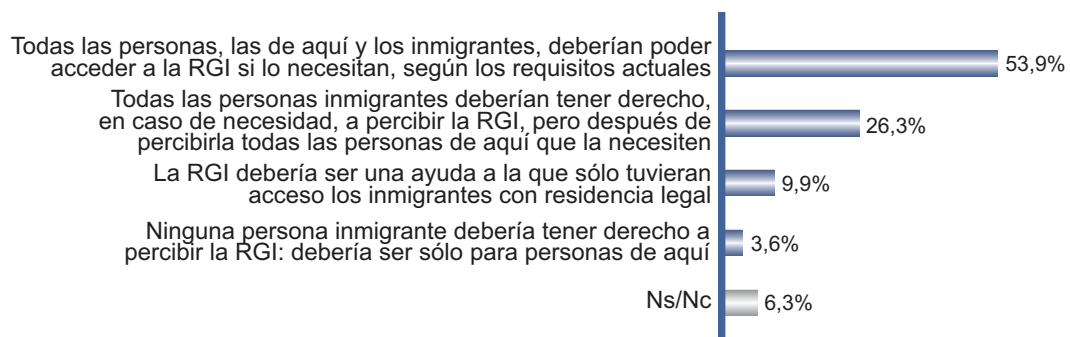 Todas las personas, las de aquí y los inmigrantes, deberían poder
acceder a la RGI si lo necesitan, según los requisitos actuales
53,9%
Todas las personas inmigrantes deberían tener derecho,
en caso de necesidad, a percibir la RGI, pero después de
percibirla todas las personas de aquí que la necesiten
26,3%
La RGI debería ser una ayuda a la que sólo tuvieran
acceso los inmigrantes con residencia legal
9,9%
Ninguna persona inmigrante debería tener derecho a
percibir la RGI: debería ser sólo para personas de aquí
3,6%
Ns/Nc
6,3%